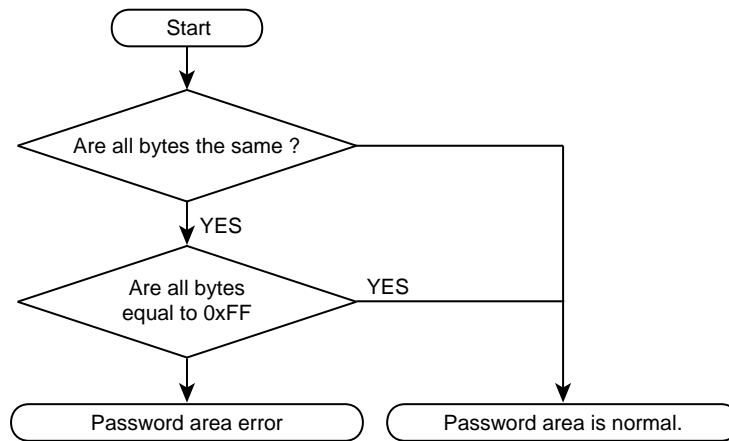 Start
Are all bytes the same ?
YES
Are all bytes
equal to 0xFF
YES
Password area error
Password area is normal.